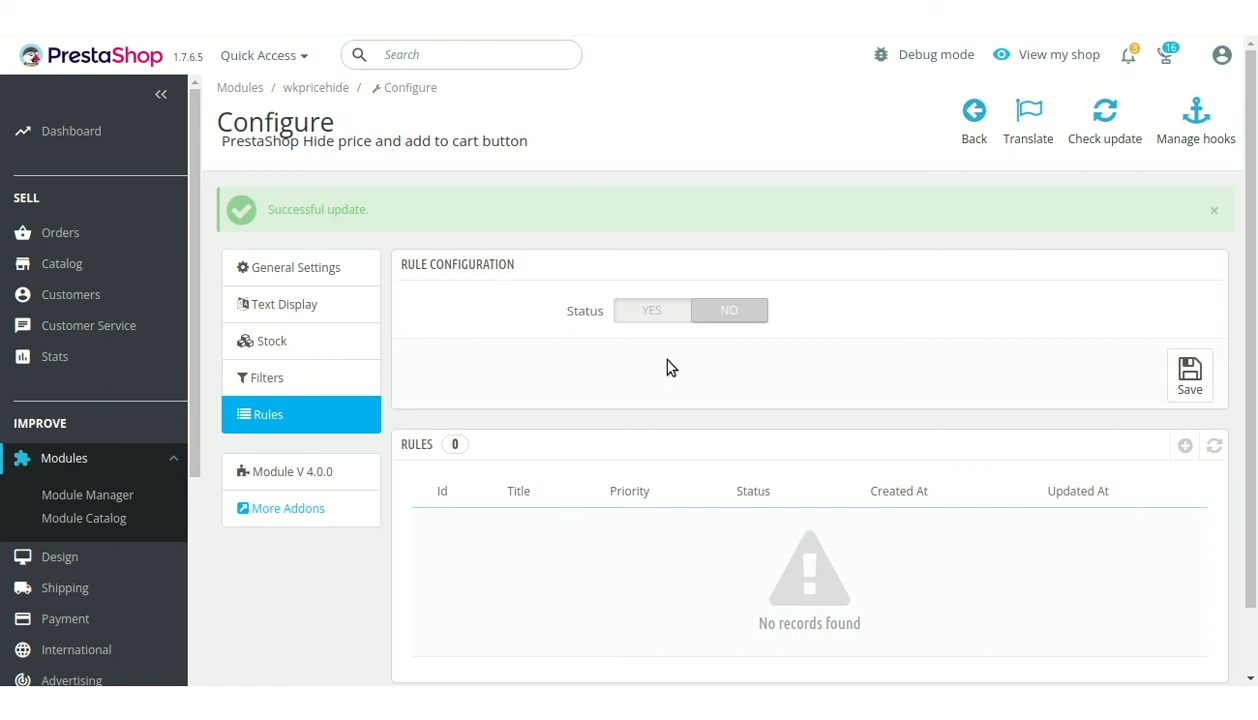 PrestaShop 1.7.6.5 Quick Access Search Debug mode View my shop 3 16
Modules / wkpricehide / Configure
Configure
PrestaShop Hide price and add to cart button
Back Translate Check update Manage hooks
Dashboard
SELL
Orders
Catalog
Customers
Customer Service
Stats
IMPROVE
Modules
Module Manager
Module Catalog
Design
Shipping
Payment
International
Advertising
Successful update. ×
General Settings
Text Display
Stock
Filters
Rules
Module V 4.0.0
More Addons
RULE CONFIGURATION
Status YES NO
Save
RULES 0
Id Title Priority Status Created At Updated At
No records found